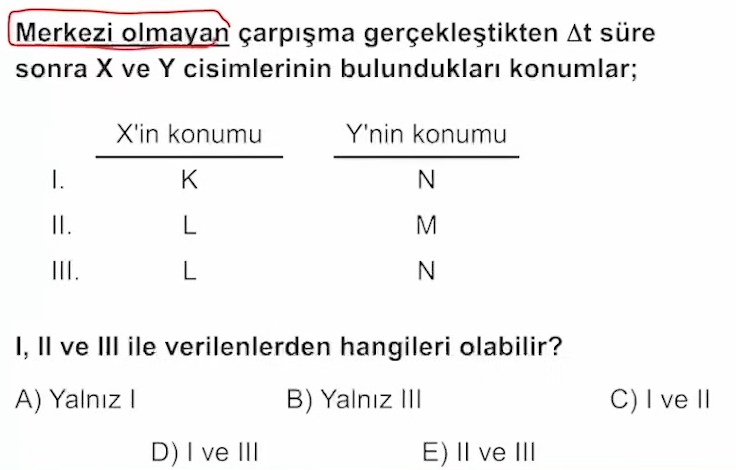 Merkezi olmayan çarpışma gerçekleştikten Δt süre
sonra X ve Y cisimlerinin bulundukları konumlar;
X'in konumu Y'nin konumu
I. K N
II. L M
III. L N
I, II ve III ile verilenlerden hangileri olabilir?
A) Yalnız I B) Yalnız III C) I ve II
D) I ve III E) II ve III